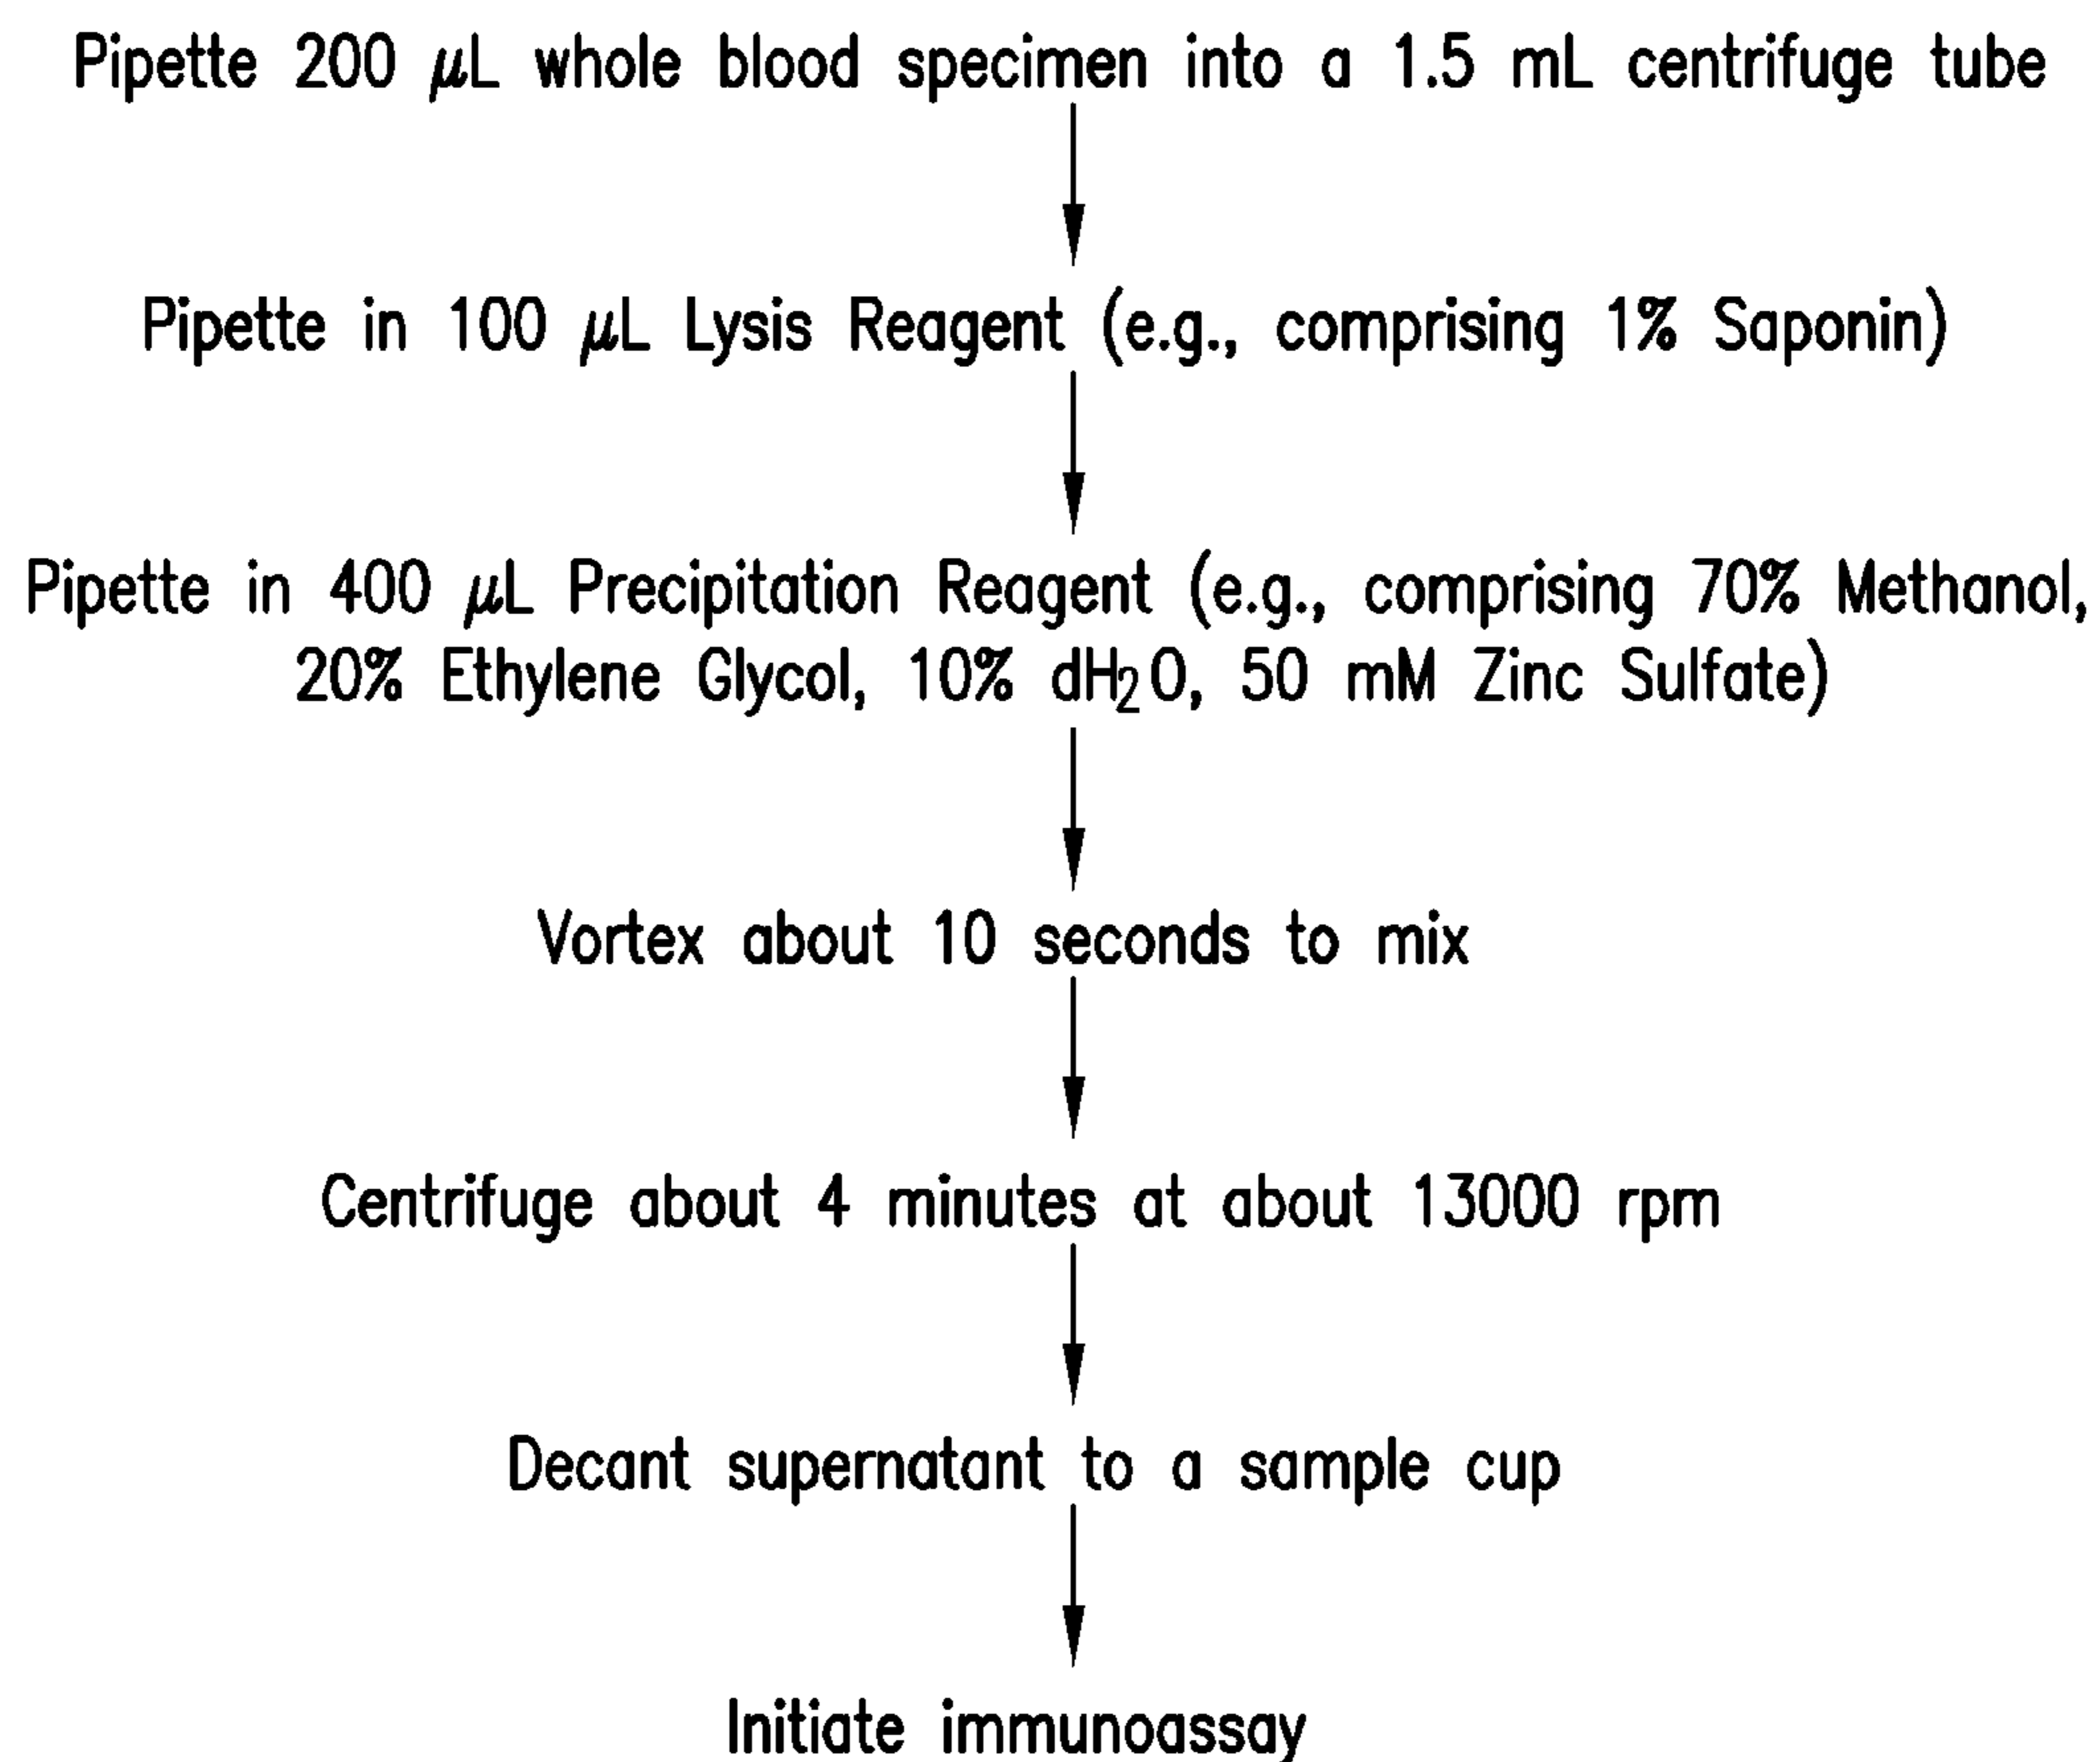 Pipette 200 μL whole blood specimen into a 1.5 mL centrifuge tube
Pipette in 100 μL Lysis Reagent (e.g., comprising 1% Saponin)
Pipette in 400 μL Precipitation Reagent (e.g., comprising 70% Methanol,
20% Ethylene Glycol, 10% dH₂O, 50 mM Zinc Sulfate)
Vortex about 10 seconds to mix
Centrifuge about 4 minutes at about 13000 rpm
Decant supernatant to a sample cup
Initiate immunoassay